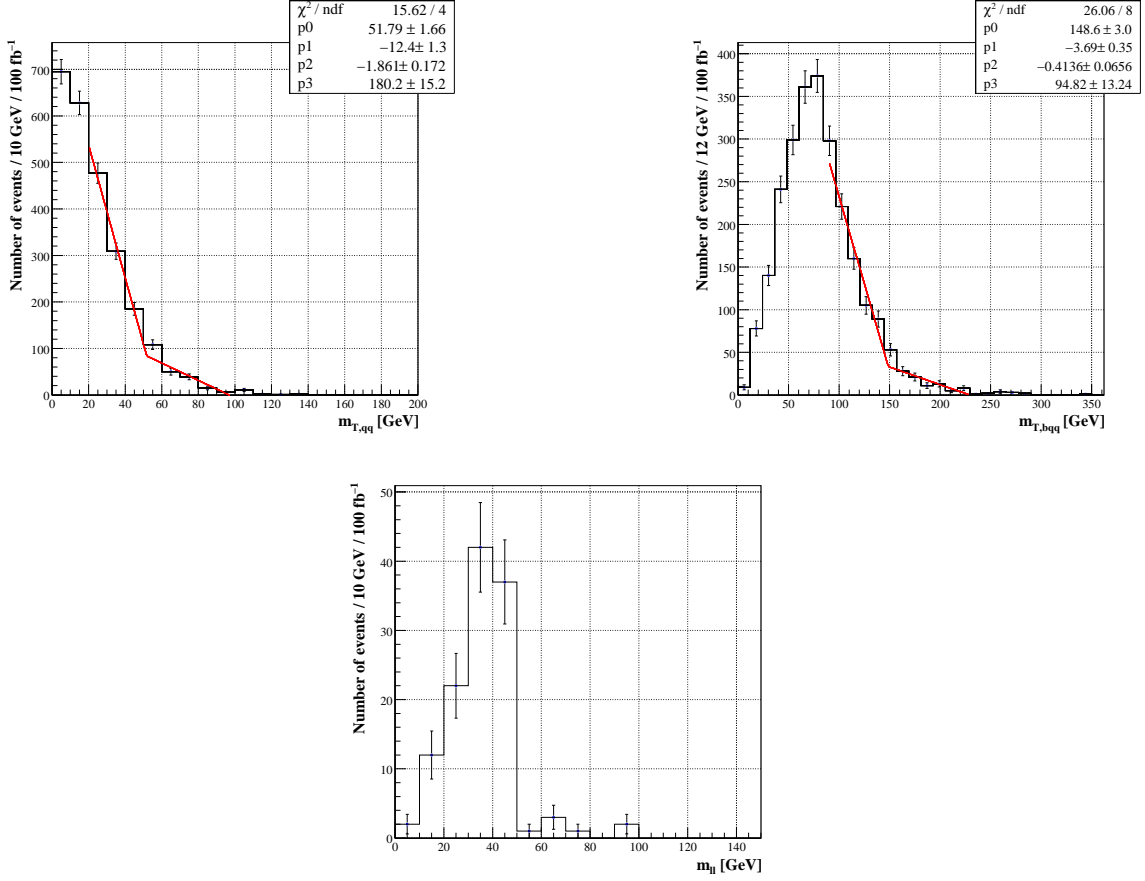 χ² / ndf 15.62 / 4
p0 51.79 ± 1.66
p1 −12.4± 1.3
p2 −1.861± 0.172
p3 180.2 ± 15.2
Number of events / 10 GeV / 100 fb⁻¹
700
600
500
400
300
200
100
0
0 20 40 60 80 100 120 140 160 180 200
m_T,qq [GeV]
χ² / ndf 26.06 / 8
p0 148.6 ± 3.0
p1 −3.69± 0.35
p2 −0.4136± 0.0656
p3 94.82 ± 13.24
Number of events / 12 GeV / 100 fb⁻¹
400
350
300
250
200
150
100
50
0
0 50 100 150 200 250 300 350
m_T,bqq [GeV]
Number of events / 10 GeV / 100 fb⁻¹
50
40
30
20
10
0
0 20 40 60 80 100 120 140
m_ll [GeV]